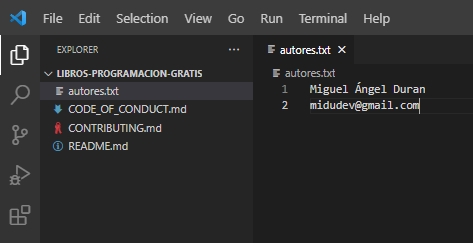 File Edit Selection View Go Run Terminal Help
EXPLORER ···
autores.txt ×
LIBROS-PROGRAMACION-GRATIS
autores.txt
CODE_OF_CONDUCT.md
CONTRIBUTING.md
README.md
autores.txt
1 Miguel Ángel Duran
2 midudev@gmail.com